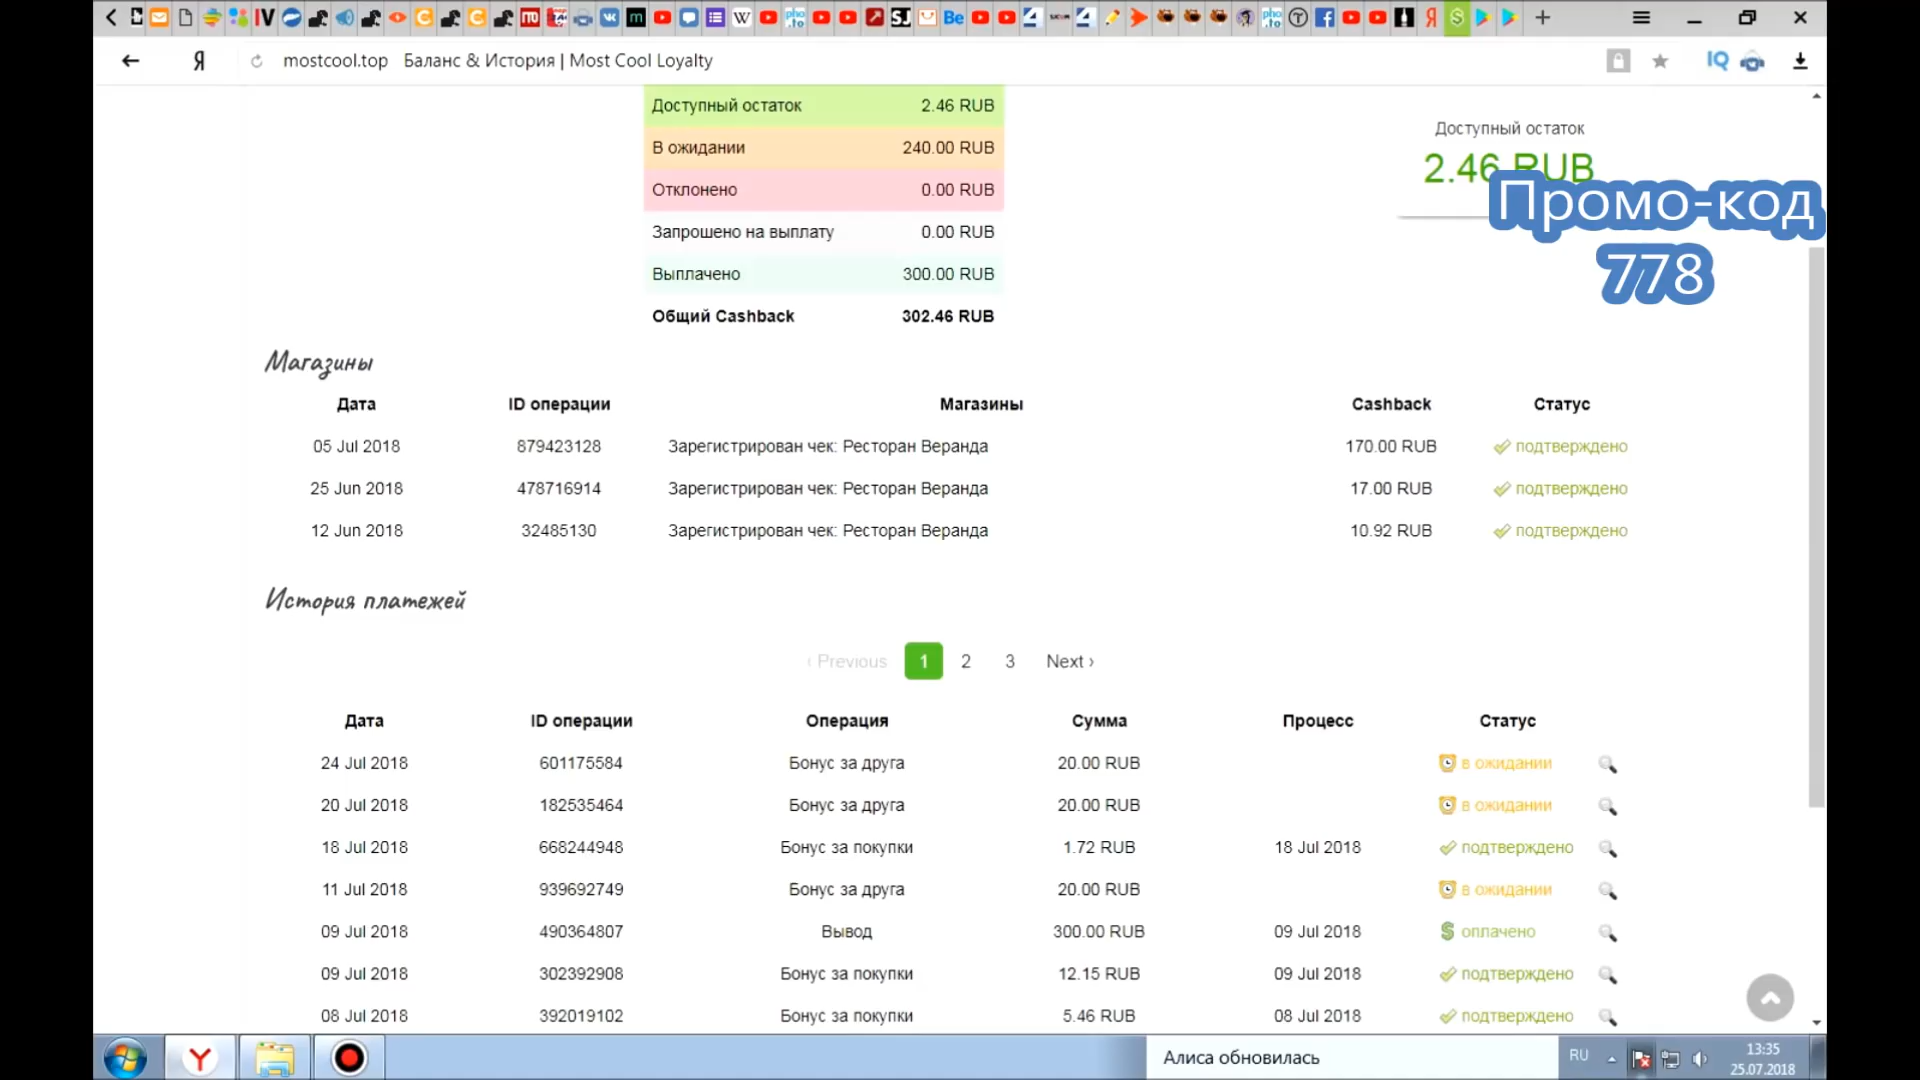 mostcool.top Баланс & История | Most Cool Loyalty
Доступный остаток 2.46 RUB
В ожидании 240.00 RUB
Отклонено 0.00 RUB
Запрошено на выплату 0.00 RUB
Выплачено 300.00 RUB
Общий Cashback 302.46 RUB
Доступный остаток
2.46 RUB
Промо-код
778
Магазины
Дата ID операции Магазины Cashback Статус
05 Jul 2018 879423128 Зарегистрирован чек: Ресторан Веранда 170.00 RUB подтверждено
25 Jun 2018 478716914 Зарегистрирован чек: Ресторан Веранда 17.00 RUB подтверждено
12 Jun 2018 32485130 Зарегистрирован чек: Ресторан Веранда 10.92 RUB подтверждено
История платежей
‹ Previous 1 2 3 Next ›
Дата ID операции Операция Сумма Процесс Статус
24 Jul 2018 601175584 Бонус за друга 20.00 RUB в ожидании
20 Jul 2018 182535464 Бонус за друга 20.00 RUB в ожидании
18 Jul 2018 668244948 Бонус за покупки 1.72 RUB 18 Jul 2018 подтверждено
11 Jul 2018 939692749 Бонус за друга 20.00 RUB в ожидании
09 Jul 2018 490364807 Вывод 300.00 RUB 09 Jul 2018 оплачено
09 Jul 2018 302392908 Бонус за покупки 12.15 RUB 09 Jul 2018 подтверждено
08 Jul 2018 392019102 Бонус за покупки 5.46 RUB 08 Jul 2018 подтверждено
Алиса обновилась
RU
13:35
25.07.2018